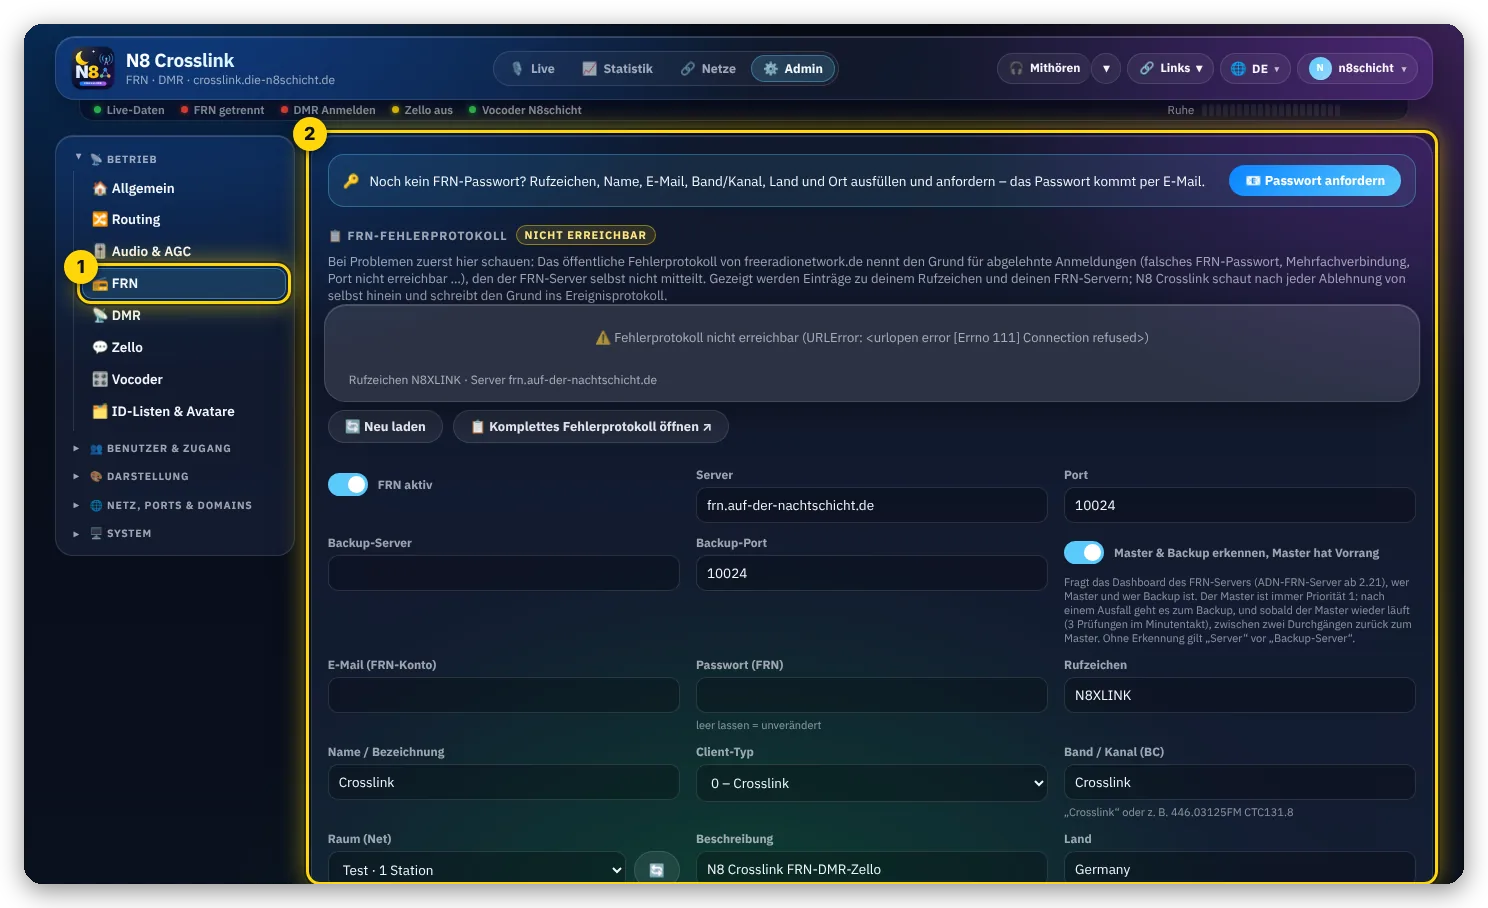 N8 Crosslink
FRN · DMR · crosslink.die-n8schicht.de
Live
Statistik
Netze
Admin
Mithören
Links
DE
N
n8schicht
Live-Daten
FRN getrennt
DMR Anmelden
Zello aus
Vocoder N8schicht
Ruhe
BETRIEB
Allgemein
Routing
Audio & AGC
1
FRN
DMR
Zello
Vocoder
ID-Listen & Avatare
BENUTZER & ZUGANG
DARSTELLUNG
NETZ, PORTS & DOMAINS
SYSTEM
2
Noch kein FRN-Passwort? Rufzeichen, Name, E-Mail, Band/Kanal, Land und Ort ausfüllen und anfordern – das Passwort kommt per E-Mail.
Passwort anfordern
FRN-FEHLERPROTOKOLL
NICHT ERREICHBAR
Bei Problemen zuerst hier schauen: Das öffentliche Fehlerprotokoll von freeradionetwork.de nennt den Grund für abgelehnte Anmeldungen (falsches FRN-Passwort, Mehrfachverbindung,
Port nicht erreichbar …), den der FRN-Server selbst nicht mitteilt. Gezeigt werden Einträge zu deinem Rufzeichen und deinen FRN-Servern; N8 Crosslink schaut nach jeder Ablehnung von
selbst hinein und schreibt den Grund ins Ereignisprotokoll.
Fehlerprotokoll nicht erreichbar (URLError: <urlopen error [Errno 111] Connection refused>)
Rufzeichen N8XLINK · Server frn.auf-der-nachtschicht.de
Neu laden
Komplettes Fehlerprotokoll öffnen ↗
FRN aktiv
Server
frn.auf-der-nachtschicht.de
Port
10024
Backup-Server
Backup-Port
10024
Master & Backup erkennen, Master hat Vorrang
Fragt das Dashboard des FRN-Servers (ADN-FRN-Server ab 2.21), wer
Master und wer Backup ist. Der Master ist immer Priorität 1: nach
einem Ausfall geht es zum Backup, und sobald der Master wieder läuft
(3 Prüfungen im Minutentakt), zwischen zwei Durchgängen zurück zum
Master. Ohne Erkennung gilt „Server“ vor „Backup-Server“.
E-Mail (FRN-Konto)
Passwort (FRN)
leer lassen = unverändert
Rufzeichen
N8XLINK
Name / Bezeichnung
Crosslink
Client-Typ
0 – Crosslink
Band / Kanal (BC)
Crosslink
„Crosslink“ oder z. B. 446.03125FM CTC131.8
Raum (Net)
Test · 1 Station
Beschreibung
N8 Crosslink FRN-DMR-Zello
Land
Germany